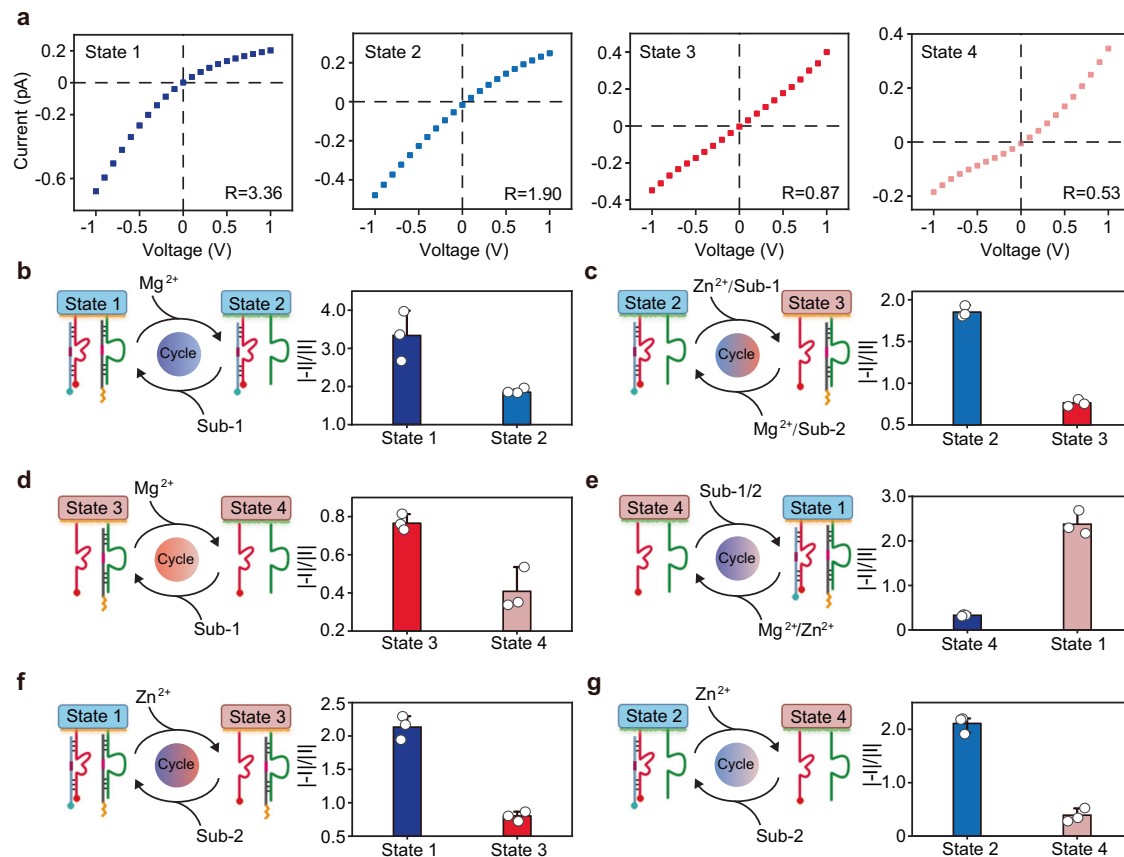 a
State 1
State 2
State 3
State 4
Current (pA)
0.2
0
-0.2
-0.6
0.2
0
-0.2
-0.4
0.4
0.2
0
-0.2
-0.4
0.4
0.2
0
-0.2
R=3.36
R=1.90
R=0.87
R=0.53
-1 -0.5 0 0.5 1
-1 -0.5 0 0.5 1
-1 -0.5 0 0.5 1
-1 -0.5 0 0.5 1
Voltage (V)
Voltage (V)
Voltage (V)
Voltage (V)
b
Mg²⁺
State 1
State 2
Cycle
Sub-1
|-I|/|I|
4.0
3.0
2.0
1.0
State 1 State 2
c
Zn²⁺/Sub-1
State 2
State 3
Cycle
Mg²⁺/Sub-2
|-I|/|I|
2.0
1.5
1.0
0.5
State 2 State 3
d
Mg²⁺
State 3
State 4
Cycle
Sub-1
|-I|/|I|
0.8
0.6
0.4
0.2
State 3 State 4
e
Sub-1/2
State 4
State 1
Cycle
Mg²⁺/Zn²⁺
|-I|/|I|
3.0
2.0
1.0
0
State 4 State 1
f
Zn²⁺
State 1
State 3
Cycle
Sub-2
|-I|/|I|
2.5
2.0
1.5
1.0
0.5
State 1 State 3
g
Zn²⁺
State 2
State 4
Cycle
Sub-2
|-I|/|I|
2.0
1.0
0
State 2 State 4